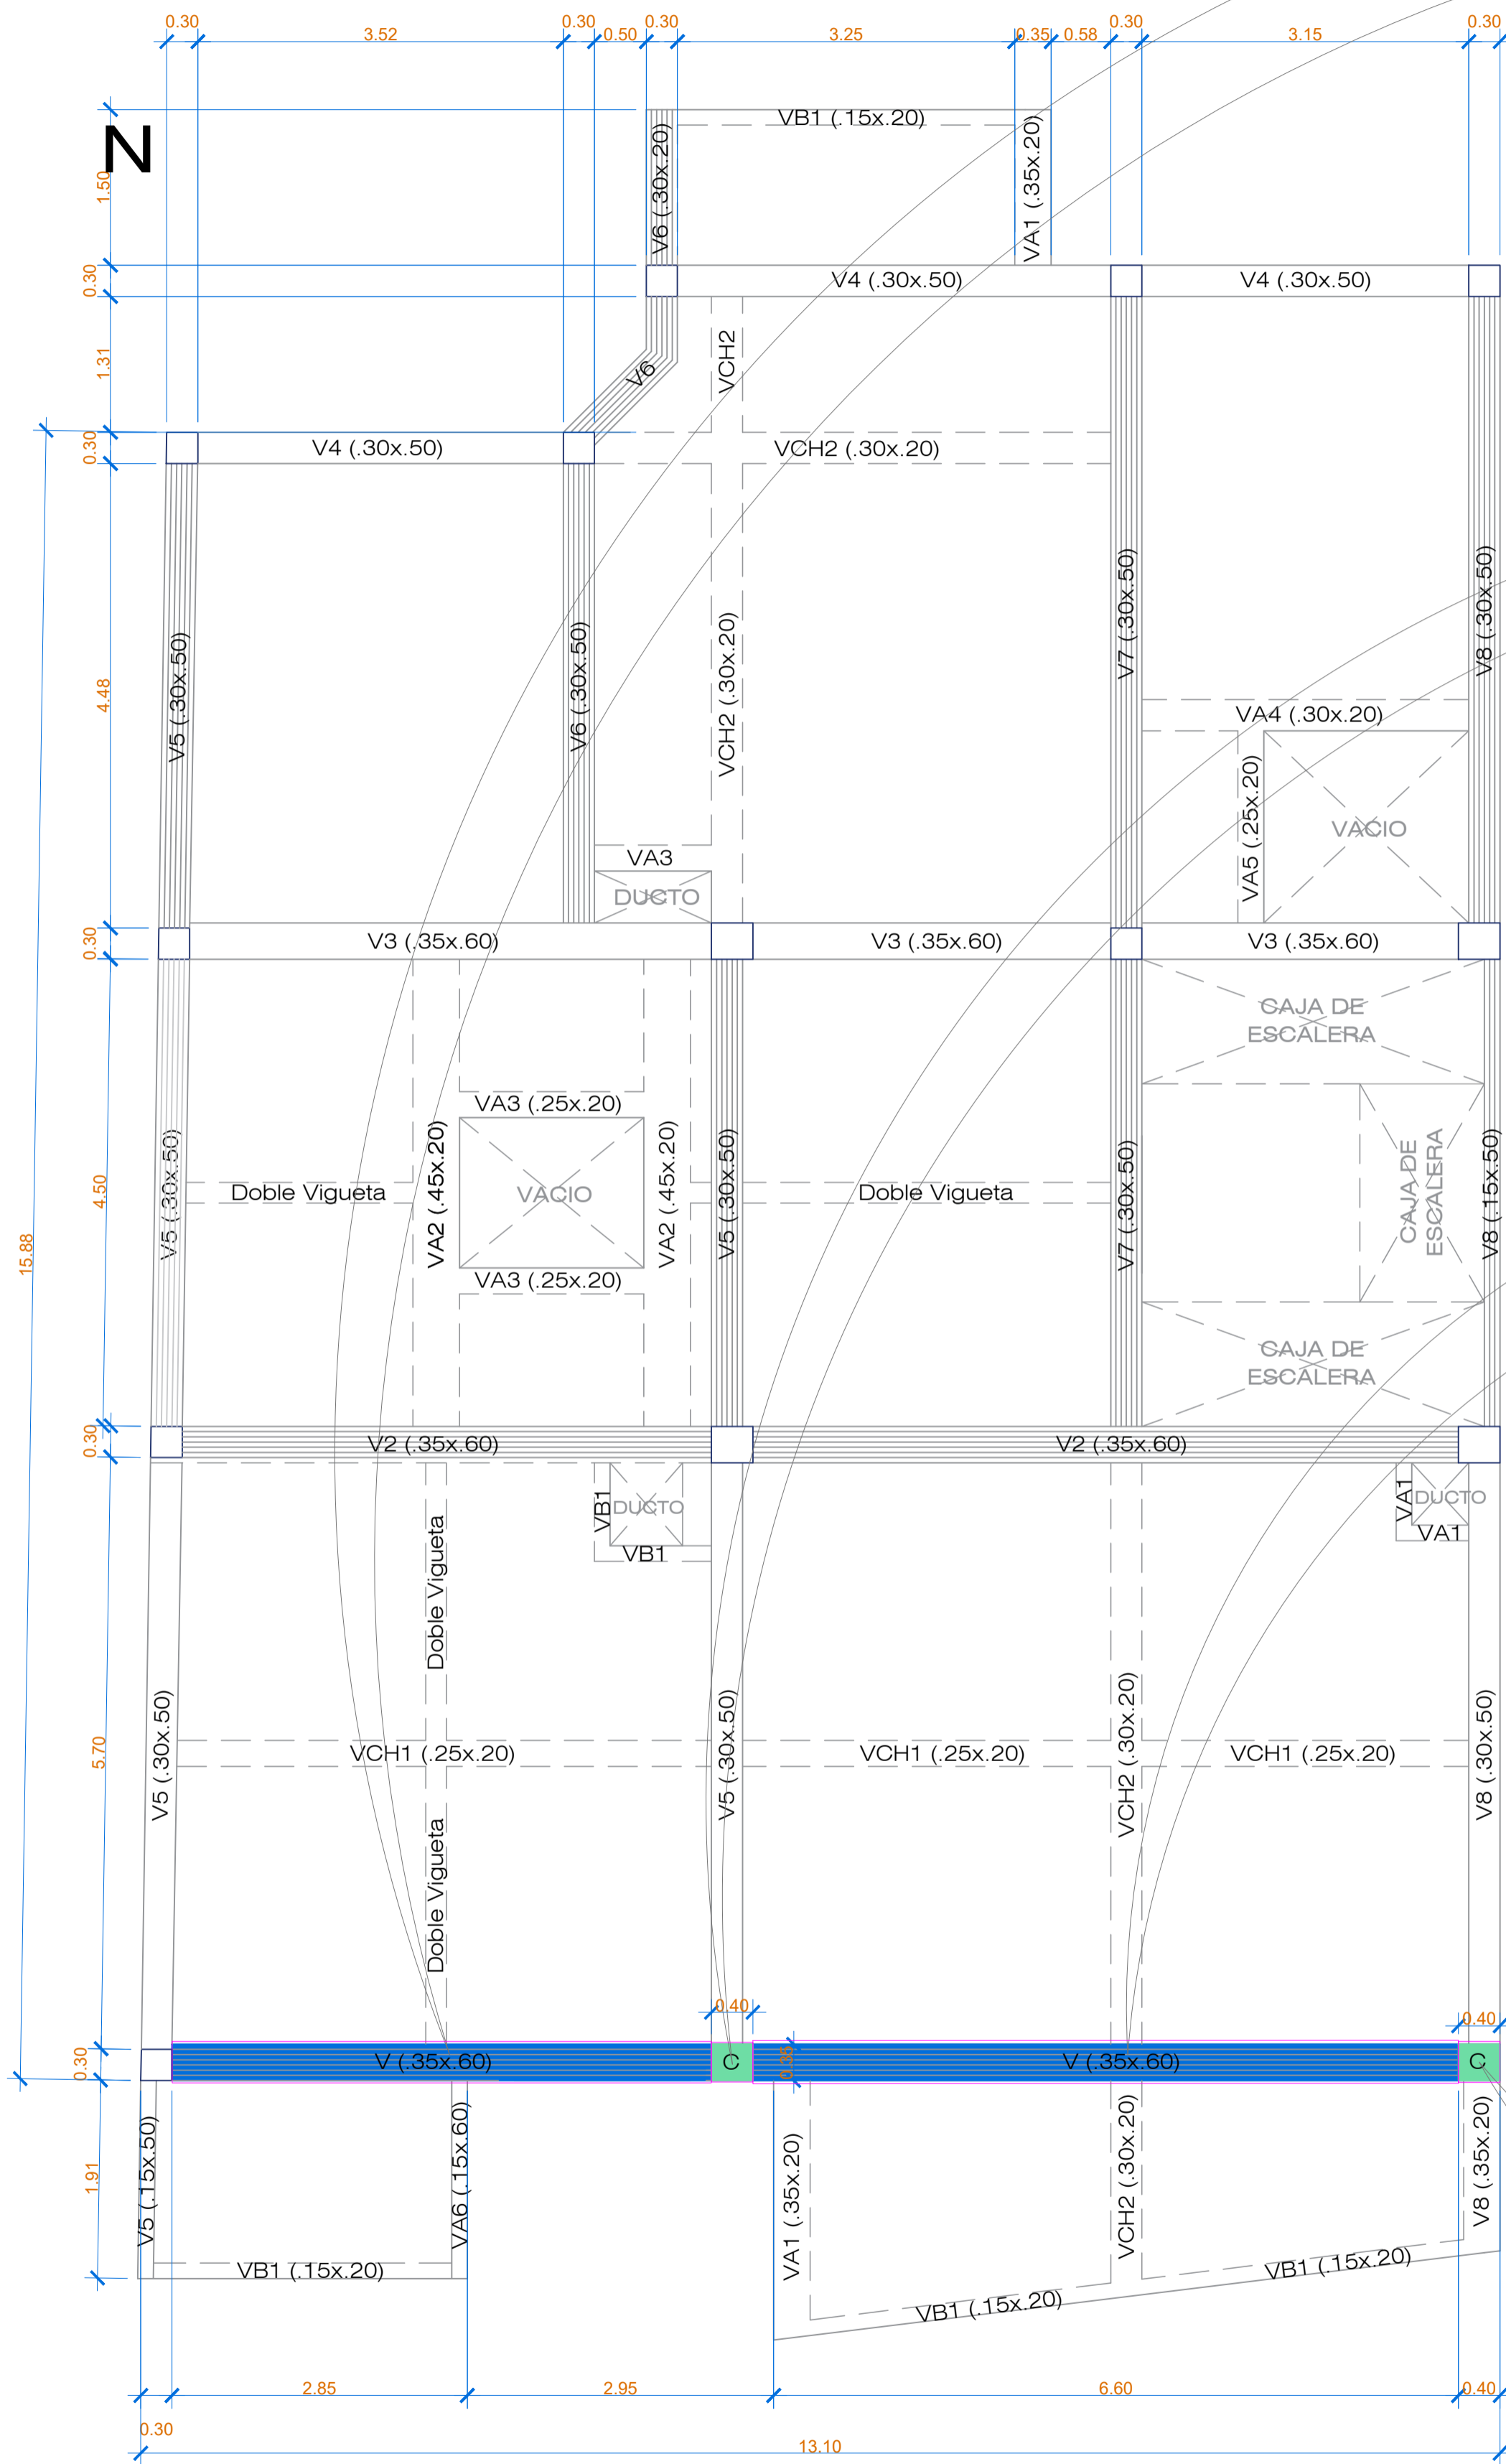 0.30 0.30 0.30 0.30 0.30
3.52 0.50 3.25 0.35 0.58 3.15
N
VB1 (.15x.20)
V6 (.30x.20)
VA1 (.35x.20)
1.50
0.30
V4 (.30x.50) V4 (.30x.50)
1.31
V6
VCH2
0.30
V4 (.30x.50) VCH2 (.30x.20)
4.48
V5 (.30x.50)
V6 (.30x.50)
VCH2 (.30x.20)
V7 (.30x.50)
V8 (.30x.50)
VA4 (.30x.20)
VA5 (.25x.20)
VACIO
VA3
DUCTO
0.30
V3 (.35x.60) V3 (.35x.60) V3 (.35x.60)
CAJA DE
ESCALERA
VA3 (.25x.20)
4.50
V5 (.30x.50)
Doble Vigueta
VA2 (.45x.20)
VACIO
VA2 (.45x.20)
V5 (.30x.50)
Doble Vigueta
V7 (.30x.50)
CAJA DE
ESCALERA
V8 (.15x.50)
15.88
VA3 (.25x.20)
CAJA DE
ESCALERA
0.30
V2 (.35x.60) V2 (.35x.60)
VB1
DUCTO
VB1
VA1
DUCTO
VA1
Doble Vigueta
5.70
V5 (.30x.50)
VCH1 (.25x.20)
V5 (.30x.50)
VCH1 (.25x.20)
VCH2 (.30x.20)
VCH1 (.25x.20)
V8 (.30x.50)
Doble Vigueta
0.40 0.40
0.30
V (.35x.60)
C
0.35
V (.35x.60)
C
1.91
V5 (.15x.50)
VA6 (.15x.60)
VA1 (.35x.20)
VCH2 (.30x.20)
V8 (.35x.20)
VB1 (.15x.20)
VB1 (.15x.20)
VB1 (.15x.20)
2.85 2.95 6.60 0.40
0.30
13.10